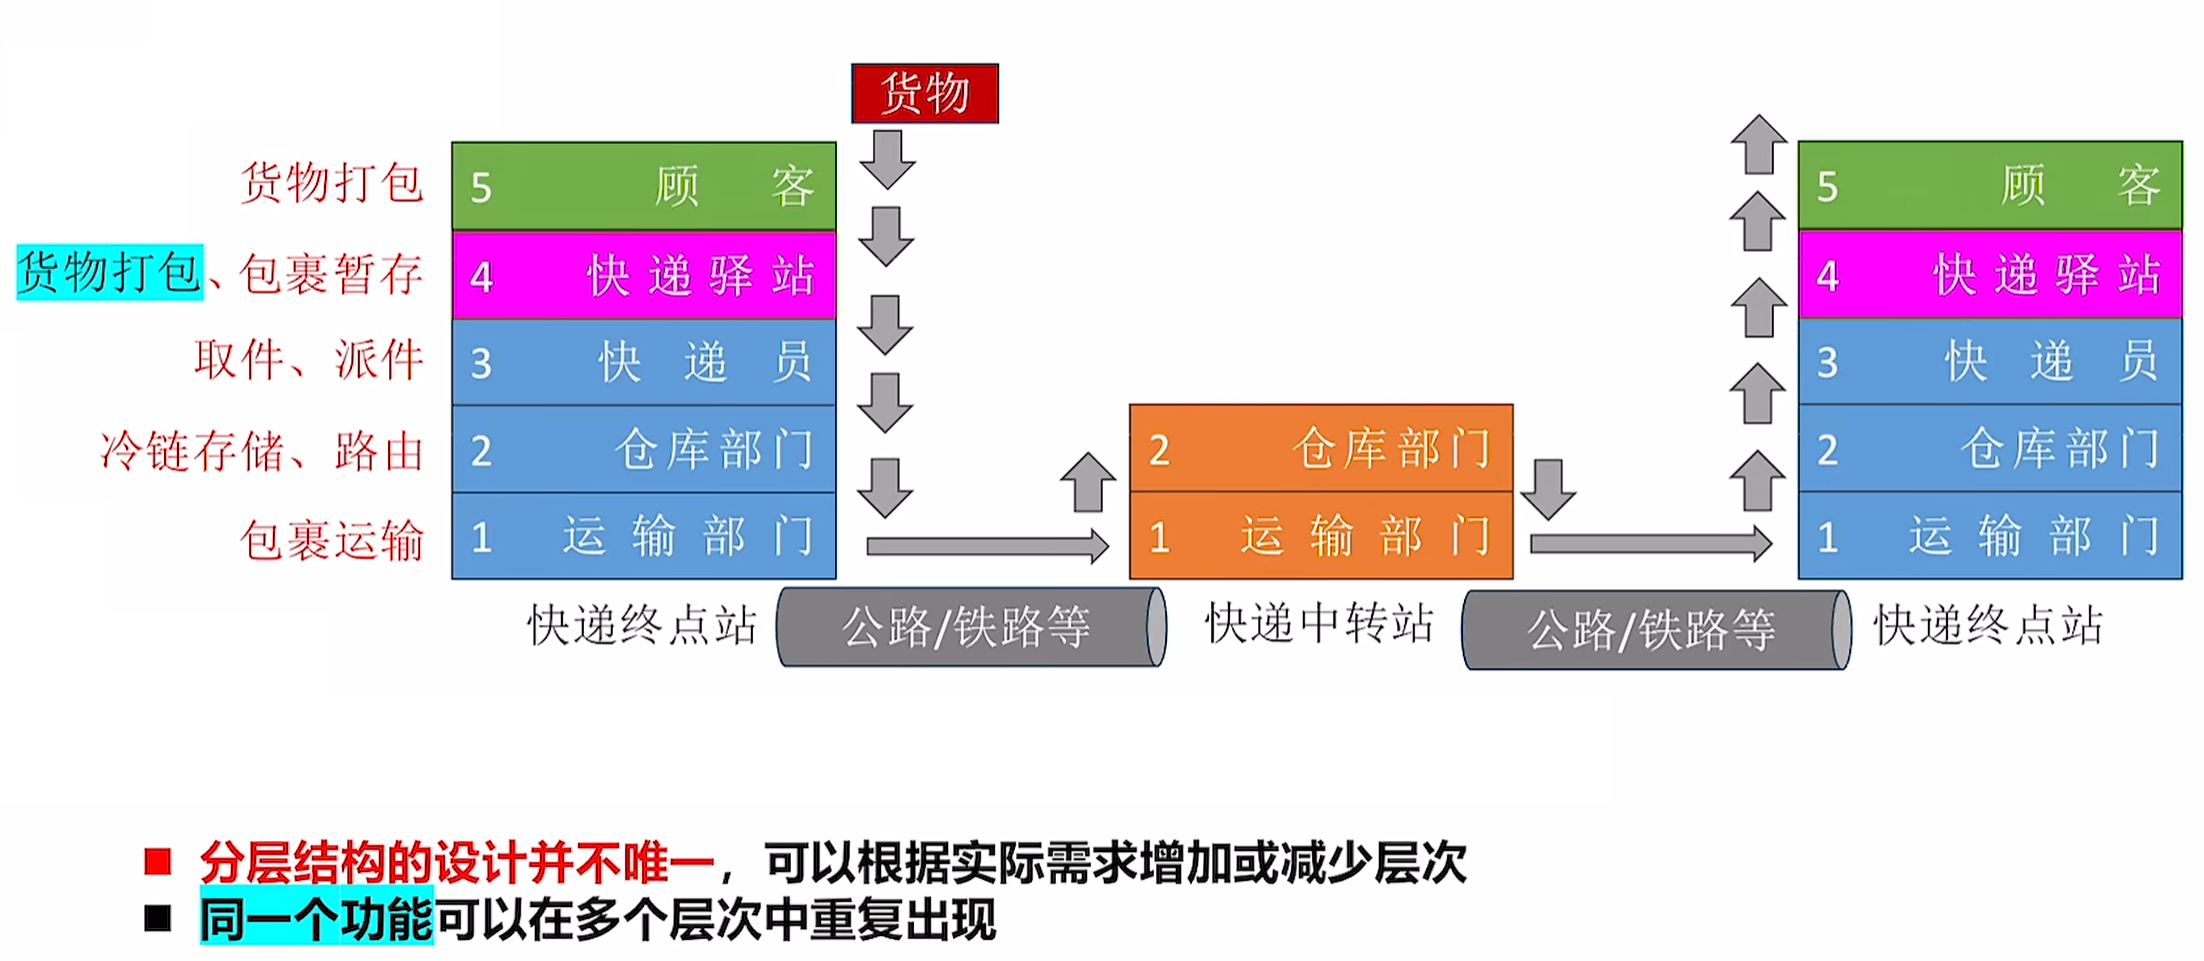 货物
货物打包
5 顾客
5 顾客
货物打包、包裹暂存
4 快递驿站
4 快递驿站
取件、派件
3 快递员
3 快递员
冷链存储、路由
2 仓库部门
2 仓库部门
2 仓库部门
包裹运输
1 运输部门
1 运输部门
1 运输部门
快递终点站
公路/铁路等
快递中转站
公路/铁路等
快递终点站
分层结构的设计并不唯一，可以根据实际需求增加或减少层次
同一个功能可以在多个层次中重复出现